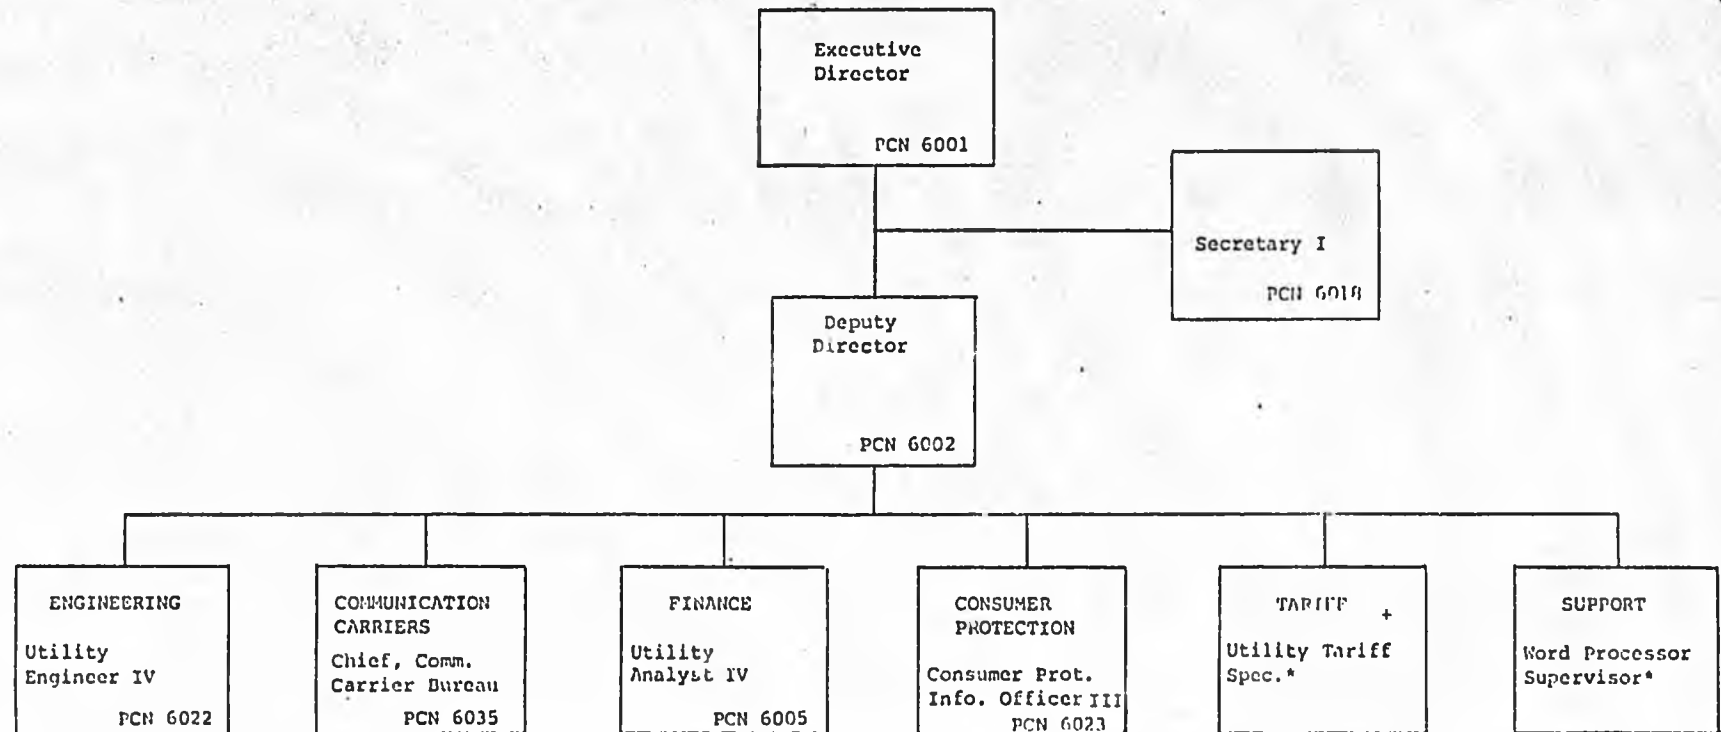 Executive
Director
PCN 6001
Secretary I
PCN 6018
Deputy
Director
PCN 6002
ENGINEERING
Utility
Engineer IV
PCN 6022
COMMUNICATION
CARRIERS
Chief, Comm.
Carrier Bureau
PCN 6035
FINANCE
Utility
Analyst IV
PCN 6005
CONSUMER
PROTECTION
Consumer Prot.
Info. Officer III
PCN 6023
TARIFF +
Utility Tariff
Spec.*
SUPPORT
Word Processor
Supervisor*